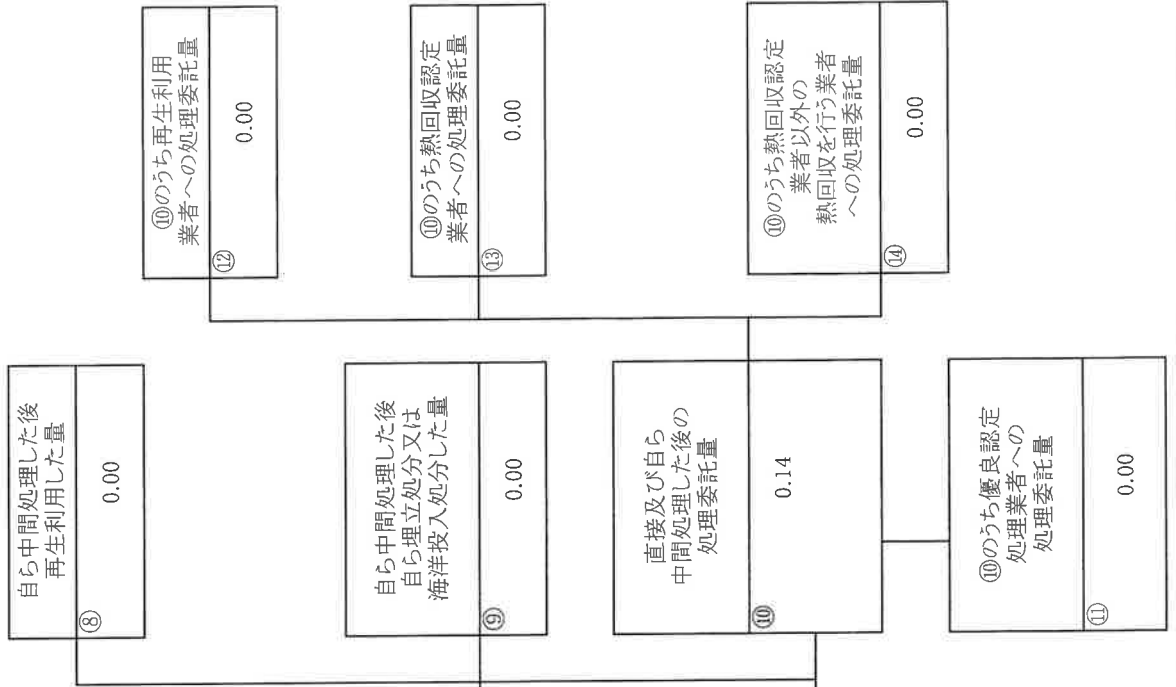 自ら中間処理した後
再生利用した量
⑧
0.00
自ら中間処理した後
自ら埋立処分又は
海洋投入処分した量
⑨
0.00
直接及び自ら
中間処理した後の
処理委託量
⑩
0.14
⑩のうち優良認定
処理業者への
処理委託量
⑪
0.00
⑩のうち再生利用
業者への処理委託量
⑫
0.00
⑩のうち熱回収認定
業者への処理委託量
⑬
0.00
⑩のうち熱回収認定
業者以外の
熱回収を行う業者
への処理委託量
⑭
0.00